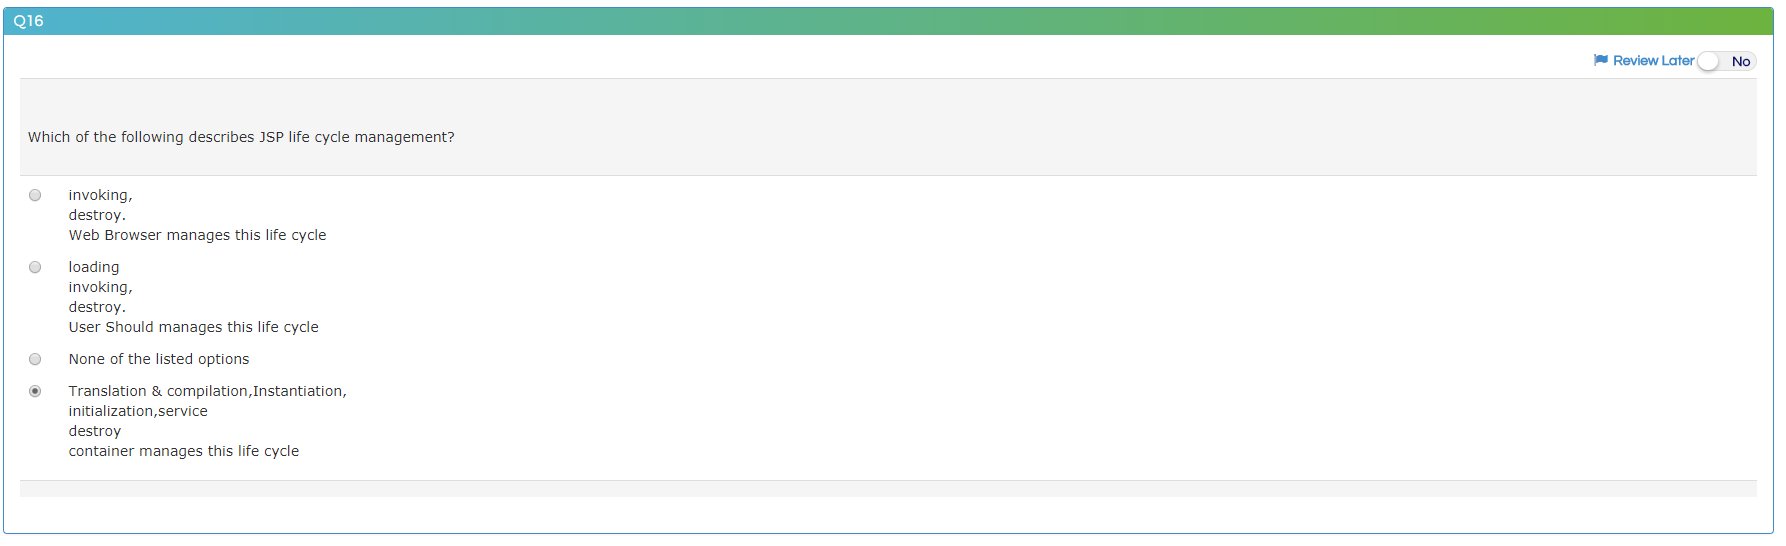 Q16
Review Later No
Which of the following describes JSP life cycle management?
invoking,
destroy.
Web Browser manages this life cycle
loading
invoking,
destroy.
User Should manages this life cycle
None of the listed options
Translation & compilation,Instantiation,
initialization,service
destroy
container manages this life cycle